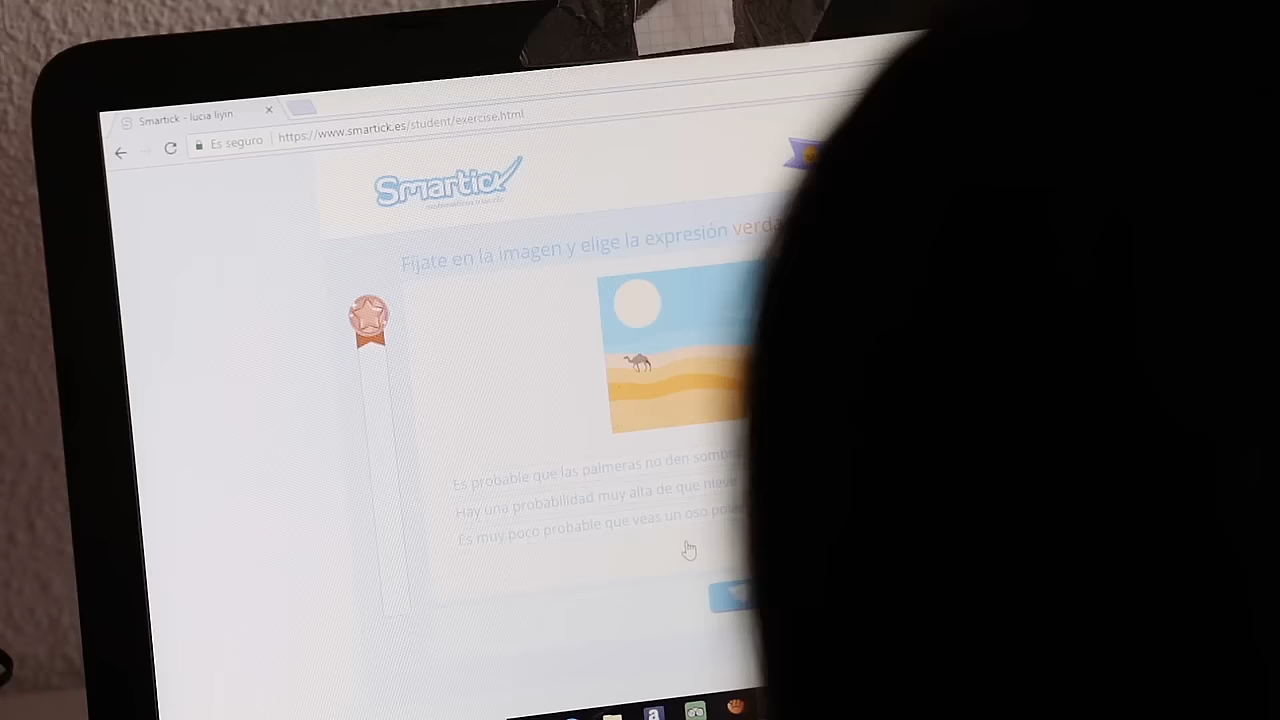 Smartick - lucia liyin
Es seguro
https://www.smartick.es/student/exercise.html
Smartick
Fíjate en la imagen y elige la expresión
Es probable que las palmeras no den
Hay una probabilidad muy alta de que nieve
Es muy poco probable que veas un oso